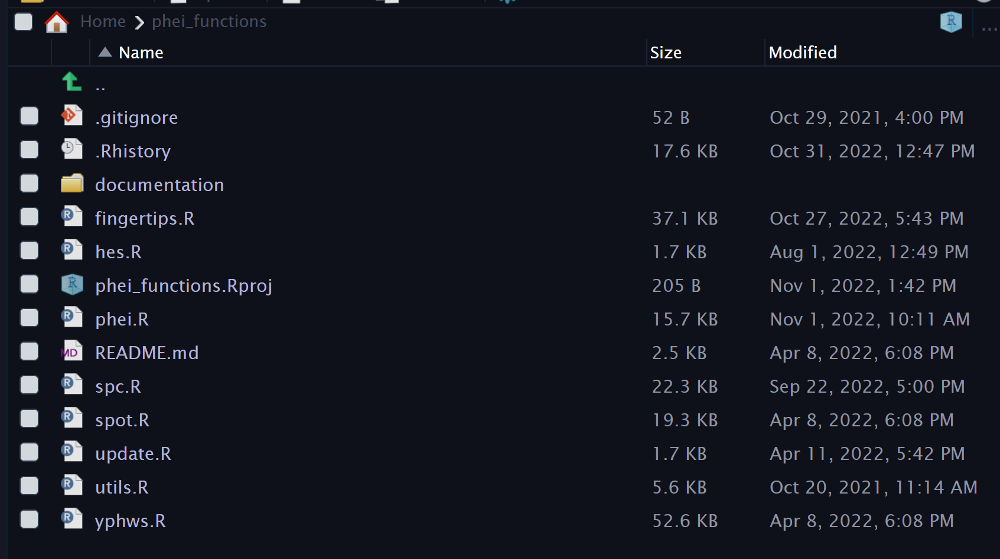 Home phei_functions
...
Name Size Modified
..
.gitignore 52 B Oct 29, 2021, 4:00 PM
.Rhistory 17.6 KB Oct 31, 2022, 12:47 PM
documentation
fingertips.R 37.1 KB Oct 27, 2022, 5:43 PM
hes.R 1.7 KB Aug 1, 2022, 12:49 PM
phei_functions.Rproj 205 B Nov 1, 2022, 1:42 PM
phei.R 15.7 KB Nov 1, 2022, 10:11 AM
README.md 2.5 KB Apr 8, 2022, 6:08 PM
spc.R 22.3 KB Sep 22, 2022, 5:00 PM
spot.R 19.3 KB Apr 8, 2022, 6:08 PM
update.R 1.7 KB Apr 11, 2022, 5:42 PM
utils.R 5.6 KB Oct 20, 2021, 11:14 AM
yphws.R 52.6 KB Apr 8, 2022, 6:08 PM